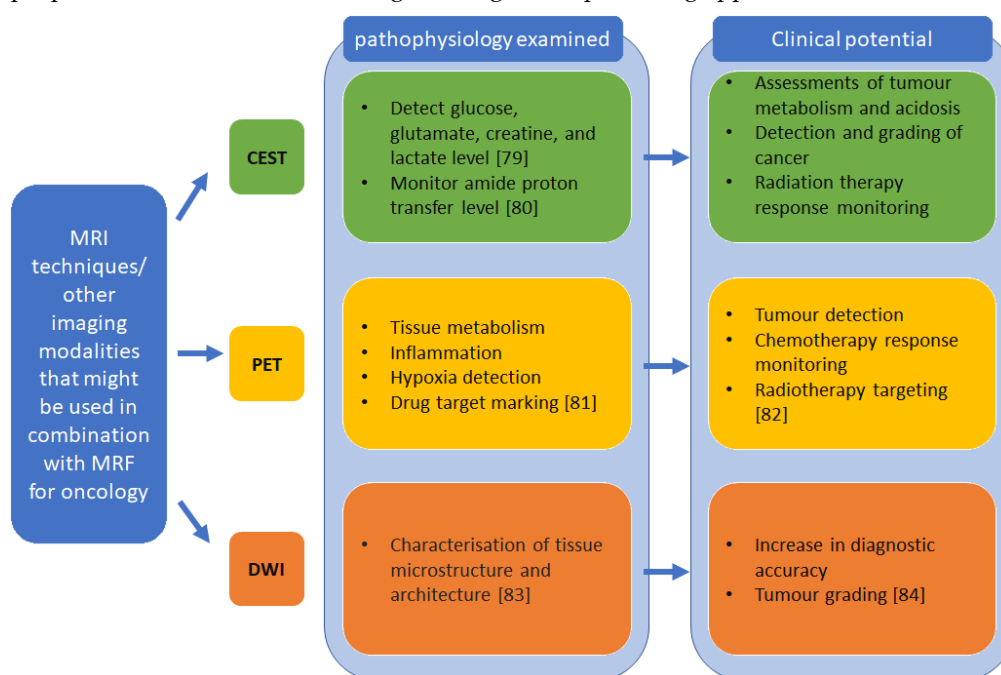 pathophysiology examined
Clinical potential
MRI
techniques/
other
imaging
modalities
that might
be used in
combination
with MRF
for oncology
CEST
• Detect glucose,
glutamate, creatine, and
lactate level [79]
• Monitor amide proton
transfer level [80]
• Assessments of tumour
metabolism and acidosis
• Detection and grading of
cancer
• Radiation therapy
response monitoring
PET
• Tissue metabolism
• Inflammation
• Hypoxia detection
• Drug target marking [81]
• Tumour detection
• Chemotherapy response
monitoring
• Radiotherapy targeting
[82]
DWI
• Characterisation of tissue
microstructure and
architecture [83]
• Increase in diagnostic
accuracy
• Tumour grading [84]